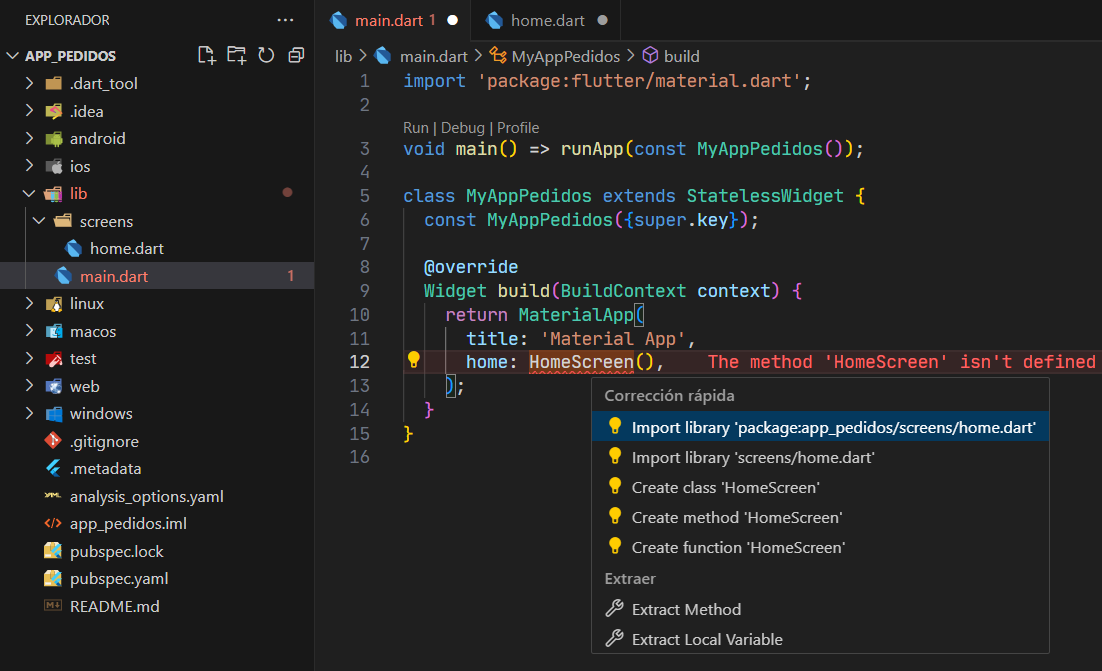 EXPLORADOR ...
APP_PEDIDOS
.dart_tool
.idea
android
ios
lib
screens
home.dart
main.dart 1
linux
macos
test
web
windows
.gitignore
.metadata
analysis_options.yaml
app_pedidos.iml
pubspec.lock
pubspec.yaml
README.md
main.dart 1 ● home.dart ●
lib > main.dart > MyAppPedidos > build
1 import 'package:flutter/material.dart';
2
Run | Debug | Profile
3 void main() => runApp(const MyAppPedidos());
4
5 class MyAppPedidos extends StatelessWidget {
6 const MyAppPedidos({super.key});
7
8 @override
9 Widget build(BuildContext context) {
10 return MaterialApp(
11 title: 'Material App',
12 home: HomeScreen(), The method 'HomeScreen' isn't defined
13 );
14 }
15 }
16
Corrección rápida
Import library 'package:app_pedidos/screens/home.dart'
Import library 'screens/home.dart'
Create class 'HomeScreen'
Create method 'HomeScreen'
Create function 'HomeScreen'
Extraer
Extract Method
Extract Local Variable